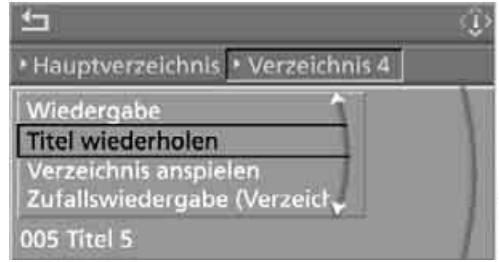 Hauptverzeichnis Verzeichnis 4
Wiedergabe
Titel wiederholen
Verzeichnis anspielen
Zufallswiedergabe (Verzeich
005 Titel 5